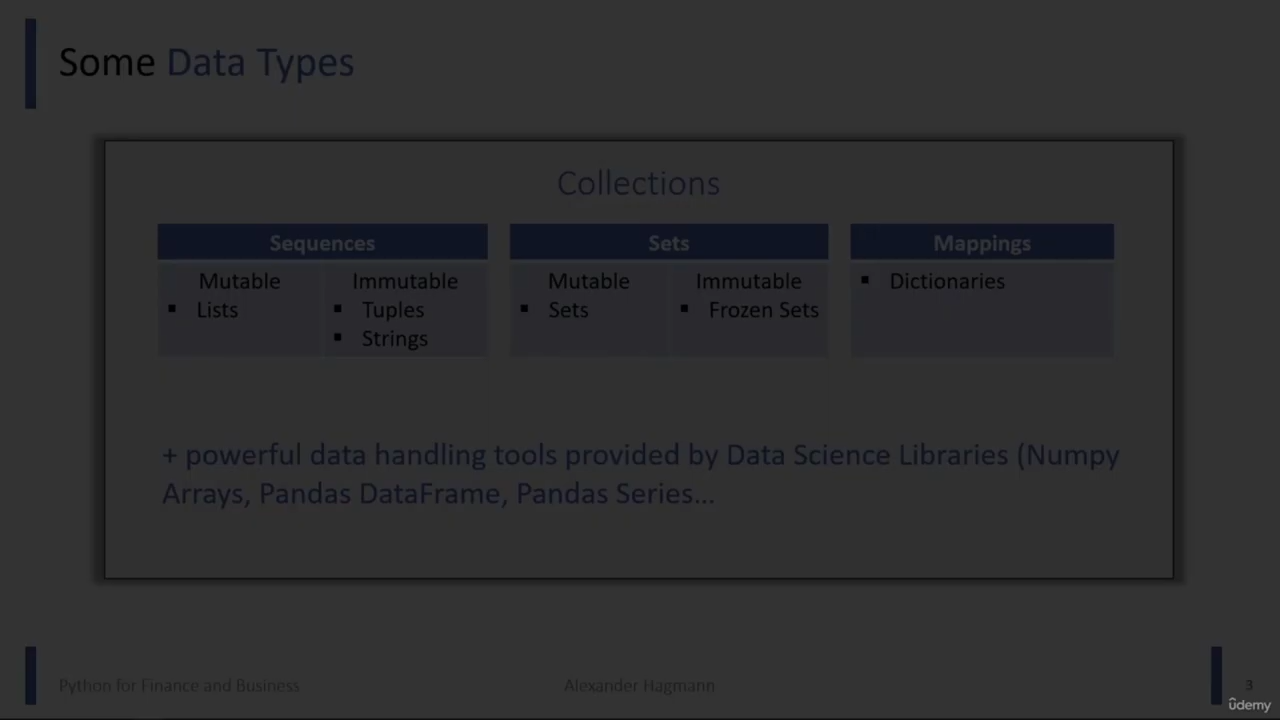 Some Data Types
Collections
Sequences
Mutable
▪ Lists
Immutable
▪ Tuples
▪ Strings
Sets
Mutable
▪ Sets
Immutable
▪ Frozen Sets
Mappings
▪ Dictionaries
+ powerful data handling tools provided by Data Science Libraries (Numpy
Arrays, Pandas DataFrame, Pandas Series…
Python for Finance and Business
Alexander Hagmann
3
ûdemy